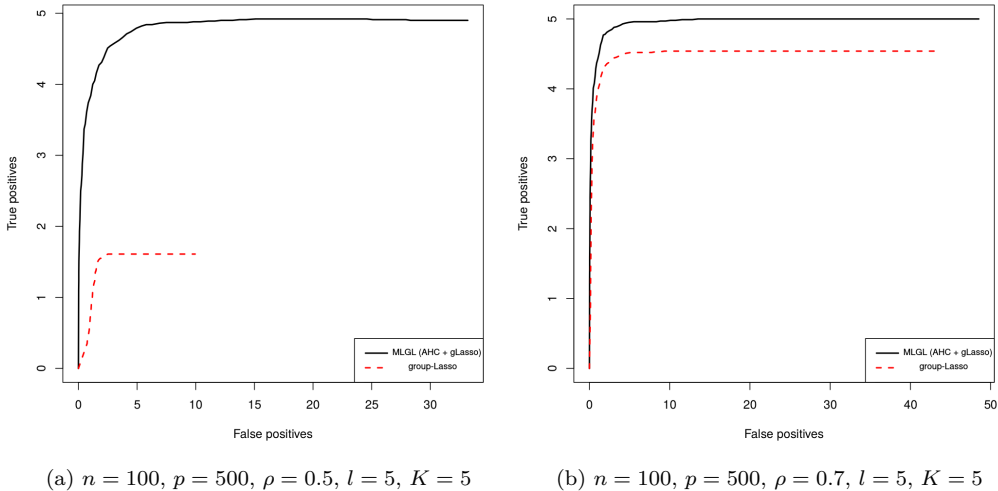 True positives
5
4
3
2
1
0
MLGL (AHC + gLasso)
group-Lasso
0 5 10 15 20 25 30
False positives
(a) n = 100, p = 500, ρ = 0.5, l = 5, K = 5
True positives
5
4
3
2
1
0
MLGL (AHC + gLasso)
group-Lasso
0 10 20 30 40 50
False positives
(b) n = 100, p = 500, ρ = 0.7, l = 5, K = 5